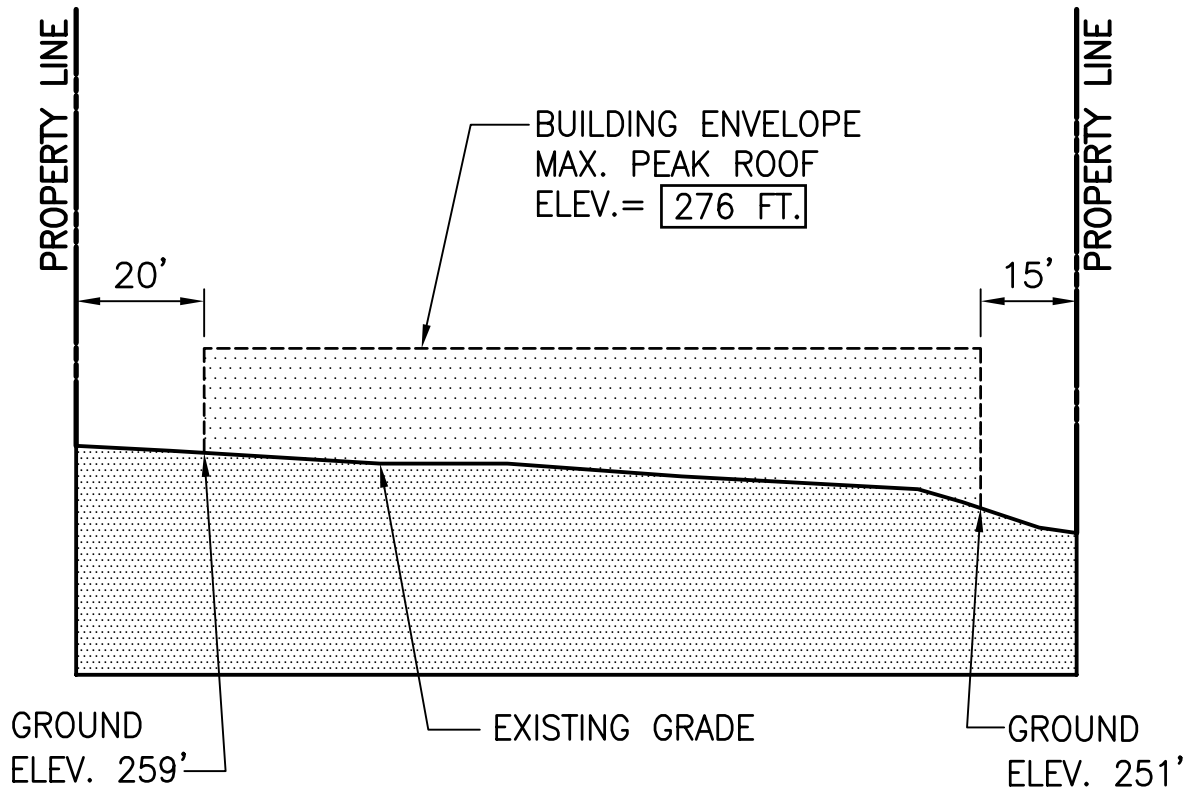 PROPERTY LINE
PROPERTY LINE
BUILDING ENVELOPE
MAX. PEAK ROOF
ELEV.= 276 FT.
20'
15'
GROUND
ELEV. 259'
EXISTING GRADE
GROUND
ELEV. 251'